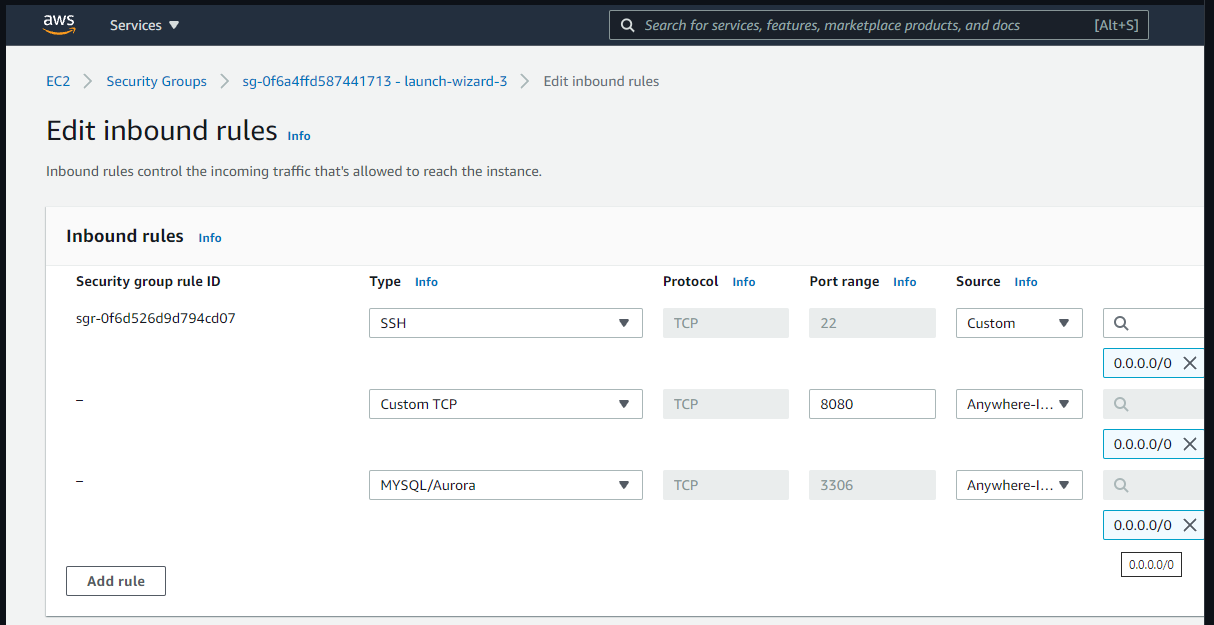 aws Services Search for services, features, marketplace products, and docs [Alt+S]
EC2 Security Groups sg-0f6a4ffd587441713 - launch-wizard-3 Edit inbound rules
Edit inbound rules Info
Inbound rules control the incoming traffic that's allowed to reach the instance.
Inbound rules Info
Security group rule ID Type Info Protocol Info Port range Info Source Info
sgr-0f6d526d9d794cd07 SSH TCP 22 Custom
0.0.0.0/0
– Custom TCP TCP 8080 Anywhere-I...
0.0.0.0/0
– MYSQL/Aurora TCP 3306 Anywhere-I...
0.0.0.0/0
0.0.0.0/0
Add rule